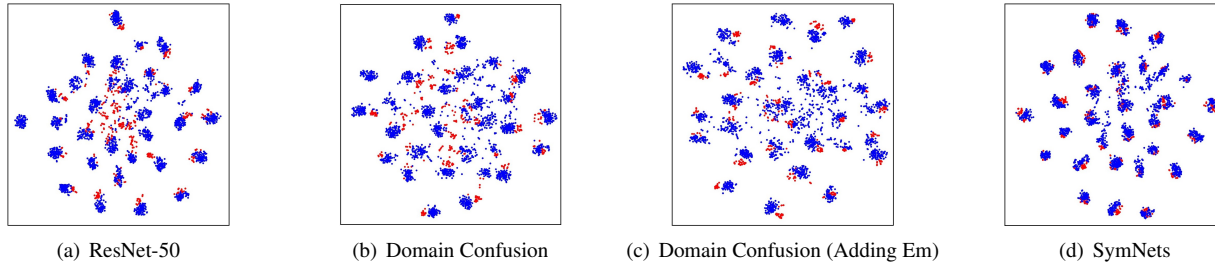 (a) ResNet-50
(b) Domain Confusion
(c) Domain Confusion (Adding Em)
(d) SymNets